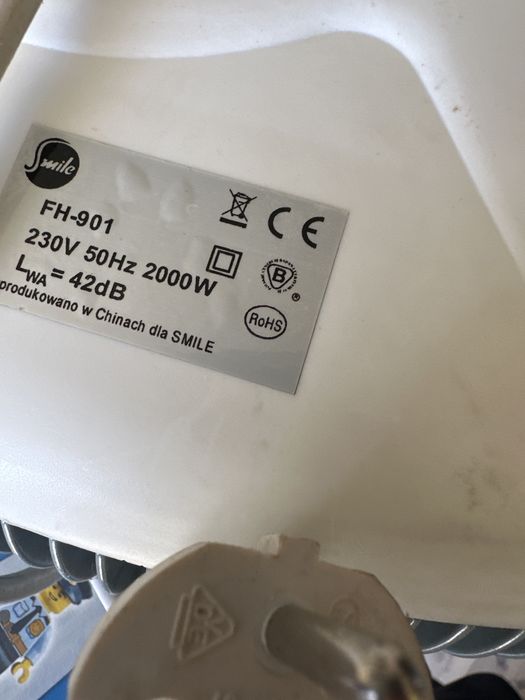 Smile
FH-901
230V 50Hz 2000W
LWA = 42dB
produkowano w Chinach dla SMILE
CE
B
RoHS